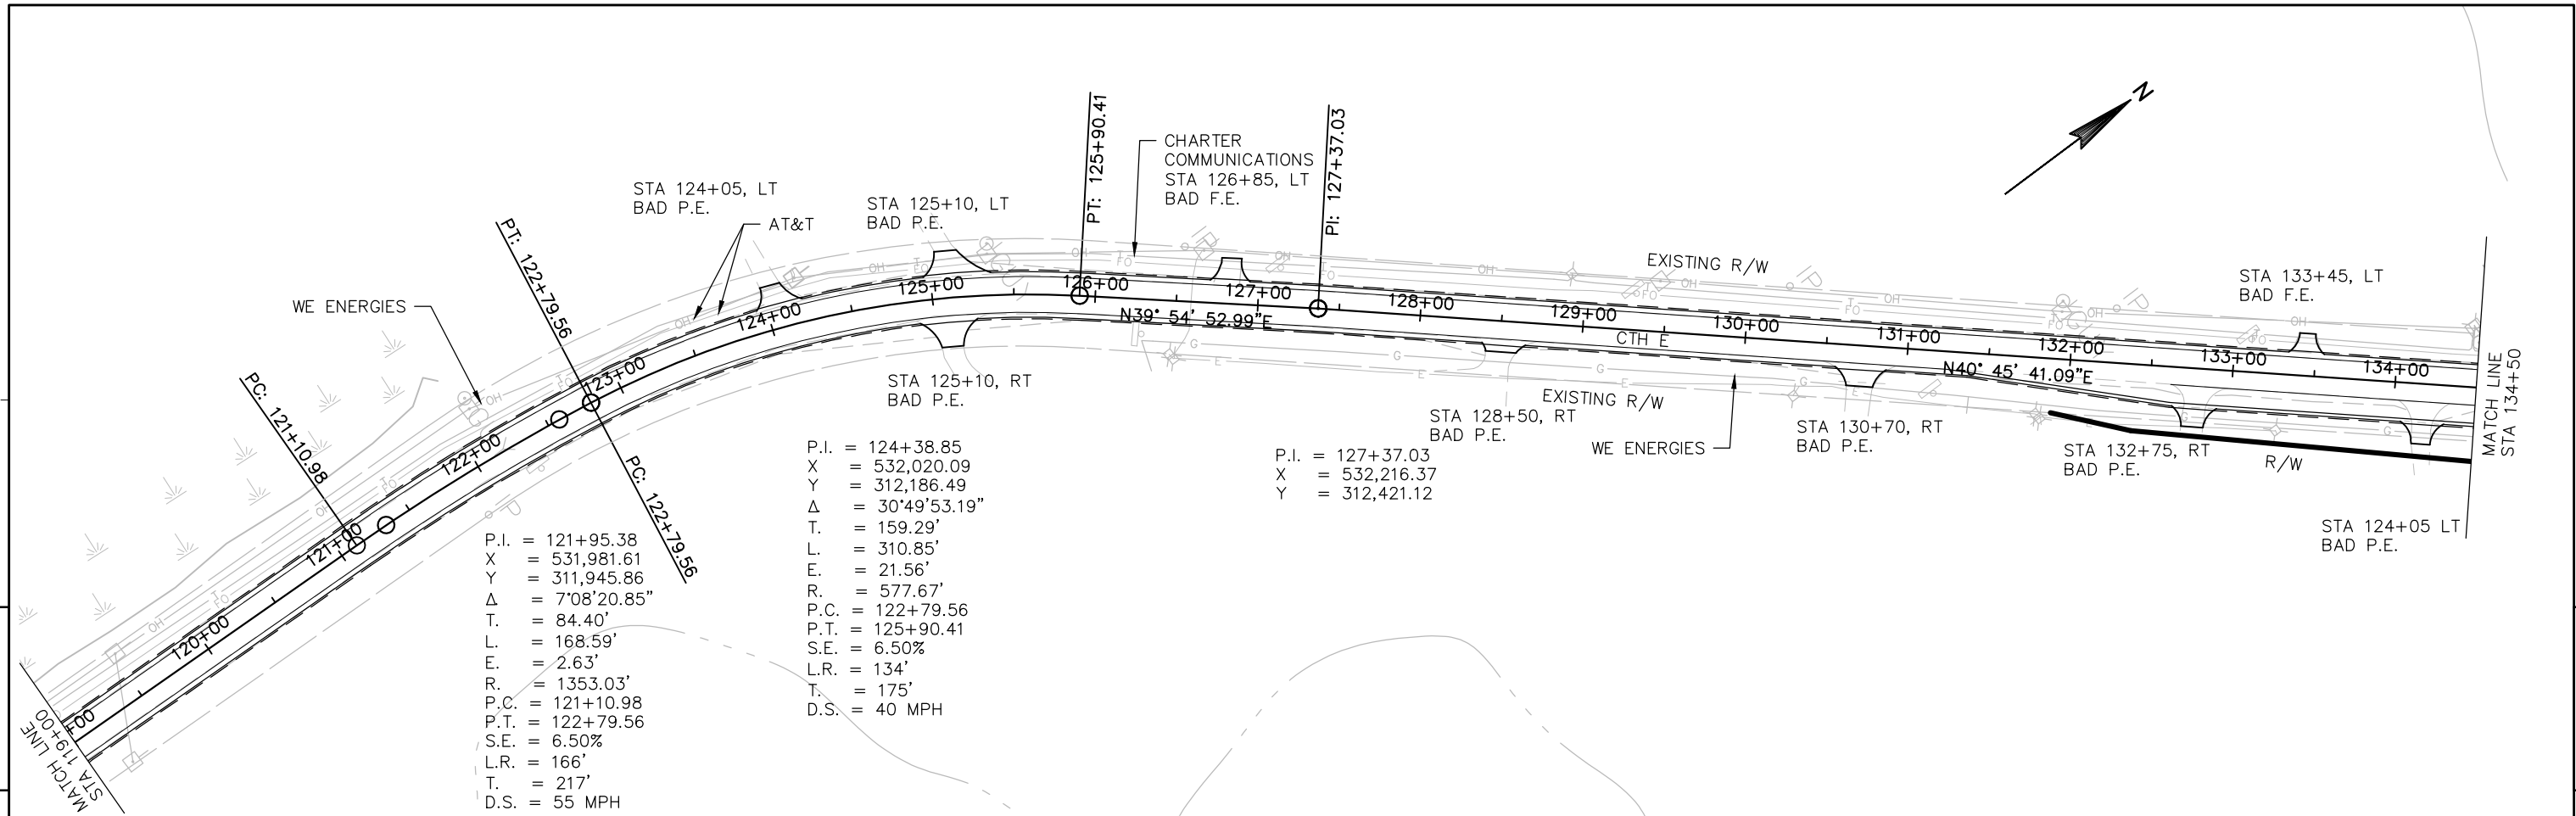 PT: 125+90.41
PI: 127+37.03
N
CHARTER
COMMUNICATIONS
STA 126+85, LT
BAD F.E.
STA 124+05, LT
BAD P.E.
AT&T
STA 125+10, LT
BAD P.E.
PT: 122+79.56
WE ENERGIES
PC: 121+10.98
PC: 122+79.56
EXISTING R/W
STA 133+45, LT
BAD F.E.
120+00
121+00
122+00
123+00
124+00
125+00
126+00
127+00
128+00
129+00
130+00
131+00
132+00
133+00
134+00
N39° 54' 52.99"E
CTH E
N40° 45' 41.09"E
MATCH LINE
STA 134+50
STA 125+10, RT
BAD P.E.
EXISTING R/W
STA 128+50, RT
BAD P.E.
WE ENERGIES
STA 130+70, RT
BAD P.E.
STA 132+75, RT
BAD P.E.
R/W
STA 124+05 LT
BAD P.E.
P.I. = 124+38.85
X = 532,020.09
Y = 312,186.49
Δ = 30°49'53.19"
T. = 159.29'
L. = 310.85'
E. = 21.56'
R. = 577.67'
P.C. = 122+79.56
P.T. = 125+90.41
S.E. = 6.50%
L.R. = 134'
T. = 175'
D.S. = 40 MPH
P.I. = 127+37.03
X = 532,216.37
Y = 312,421.12
P.I. = 121+95.38
X = 531,981.61
Y = 311,945.86
Δ = 7°08'20.85"
T. = 84.40'
L. = 168.59'
E. = 2.63'
R. = 1353.03'
P.C. = 121+10.98
P.T. = 122+79.56
S.E. = 6.50%
L.R. = 166'
T. = 217'
D.S. = 55 MPH
MATCH LINE
STA 119+00